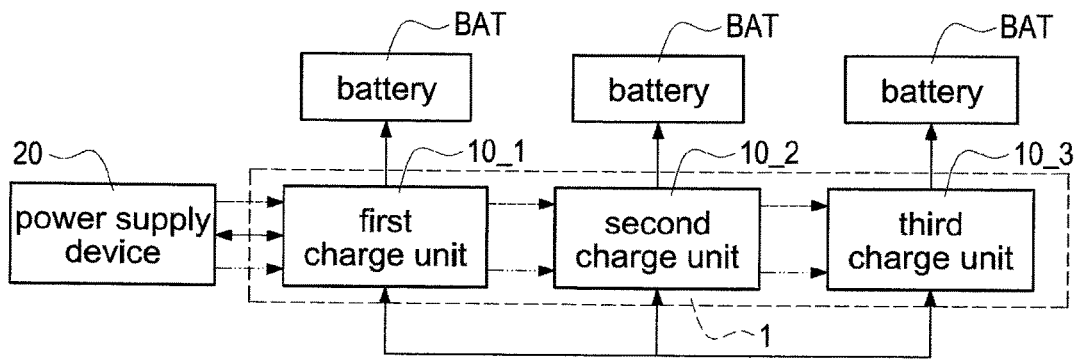 BAT
BAT
BAT
battery
battery
battery
20
10_1
10_2
10_3
power supply
device
first
charge unit
second
charge unit
third
charge unit
1